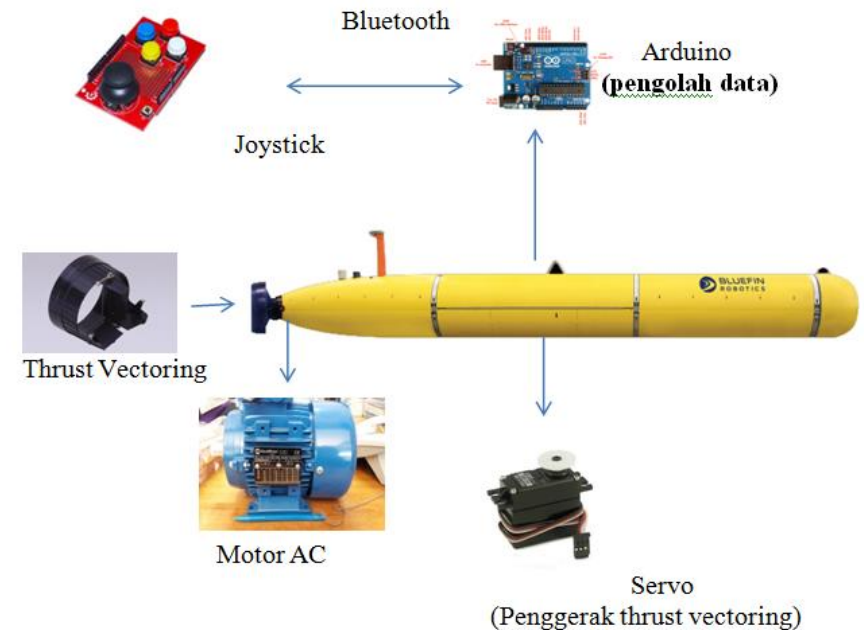 Bluetooth
Arduino
(pengolah data)
Joystick
BLUEFIN
ROBOTICS
Thrust Vectoring
Motor AC
Servo
(Penggerak thrust vectoring)